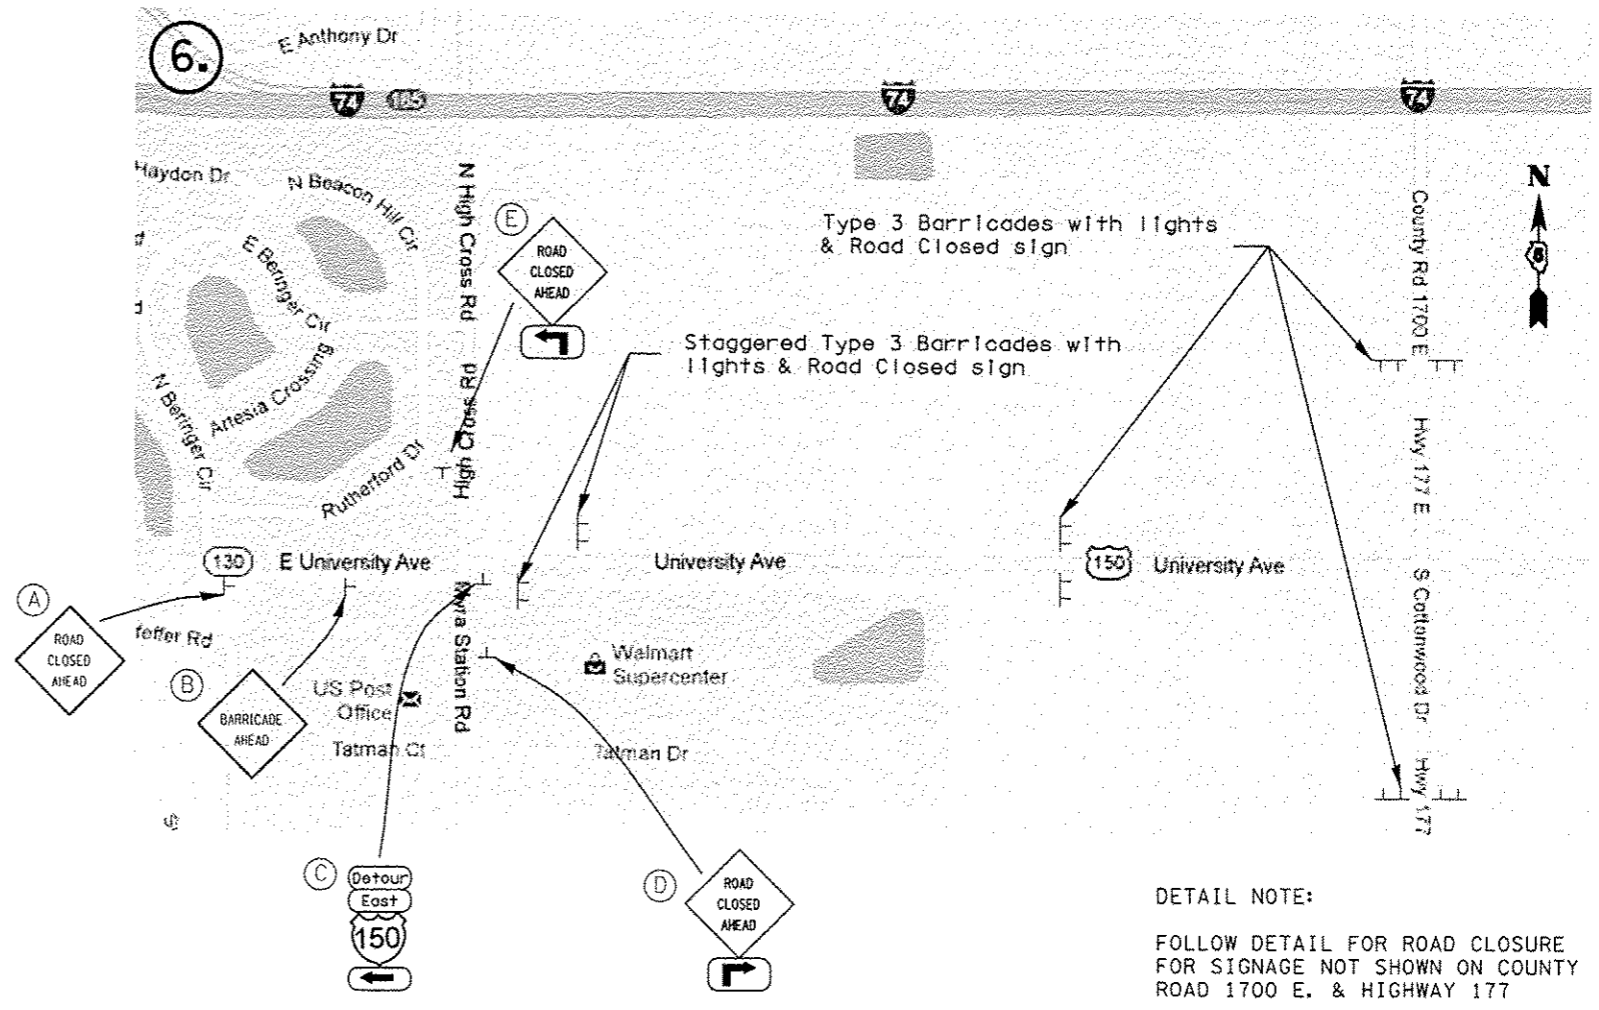 6.
E Anthony Dr
74
185
74
74
Haydon Dr
N Beacon Hill Cir
N High Cross Rd
E
ROAD
CLOSED
AHEAD
Type 3 Barricades with lights
& Road Closed sign
N
8
County Rd 1700 E
E Beringer Cir
Staggered Type 3 Barricades with
lights & Road Closed sign
Artesia Crossing
N Beringer Cir
High Cross Rd
Rutherford Dr
Hwy 177 E
130
E University Ave
University Ave
150
University Ave
A
ROAD
CLOSED
AHEAD
feffer Rd
B
BARRICADE
AHEAD
Myra Station Rd
US Post
Office
Walmart
Supercenter
S Cottonwood Dr
Tatman Ct
Tatman Dr
Hwy 177
C
Detour
East
150
D
ROAD
CLOSED
AHEAD
DETAIL NOTE:
FOLLOW DETAIL FOR ROAD CLOSURE
FOR SIGNAGE NOT SHOWN ON COUNTY
ROAD 1700 E. & HIGHWAY 177